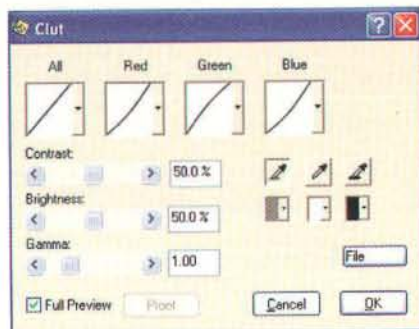 Clut
All Red Green Blue
Contrast:
50.0 %
Brightness:
50.0 %
Gamma:
1.00
File
Full Preview Proof Cancel OK